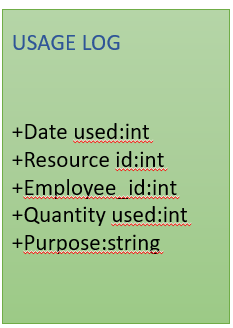 USAGE LOG
+Date used:int
+Resource id:int
+Employee_id:int
+Quantity used:int
+Purpose:string